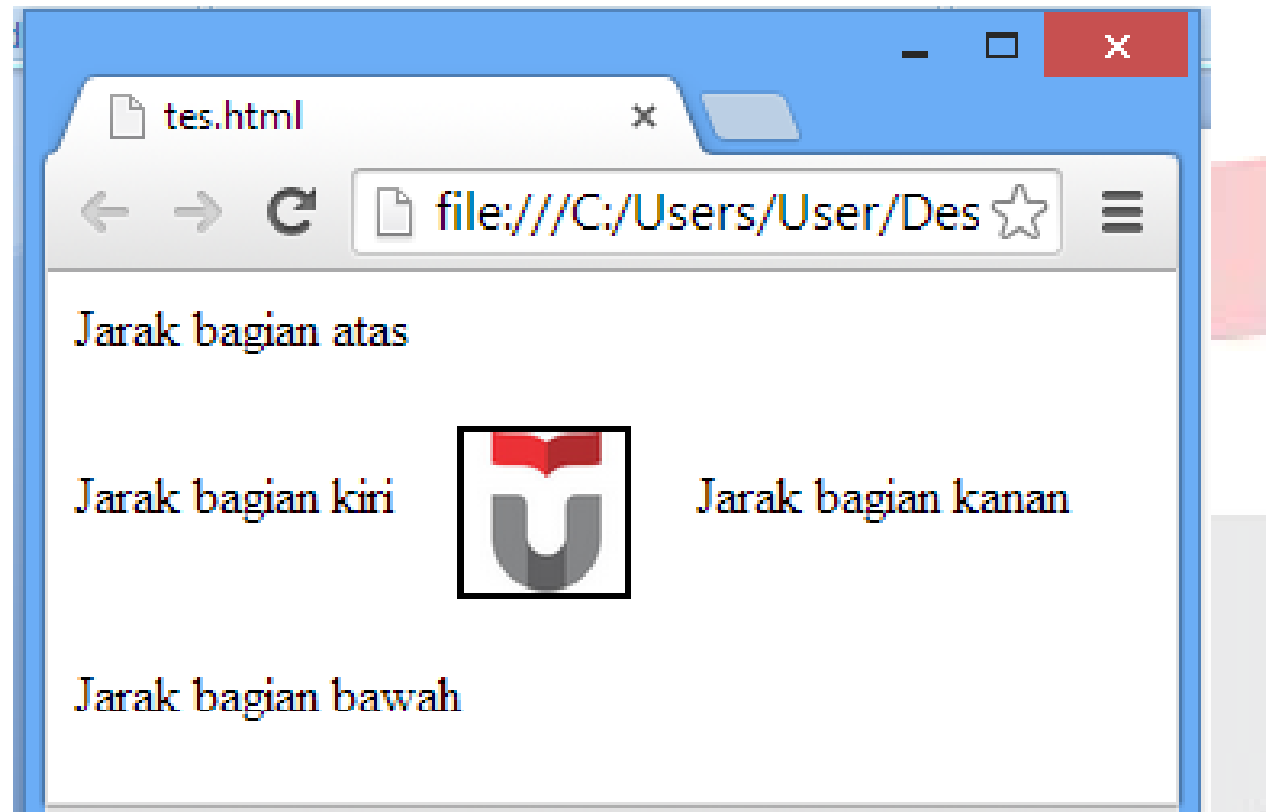 tes.html
file:///C:/Users/User/Des
Jarak bagian atas
Jarak bagian kiri
Jarak bagian kanan
Jarak bagian bawah